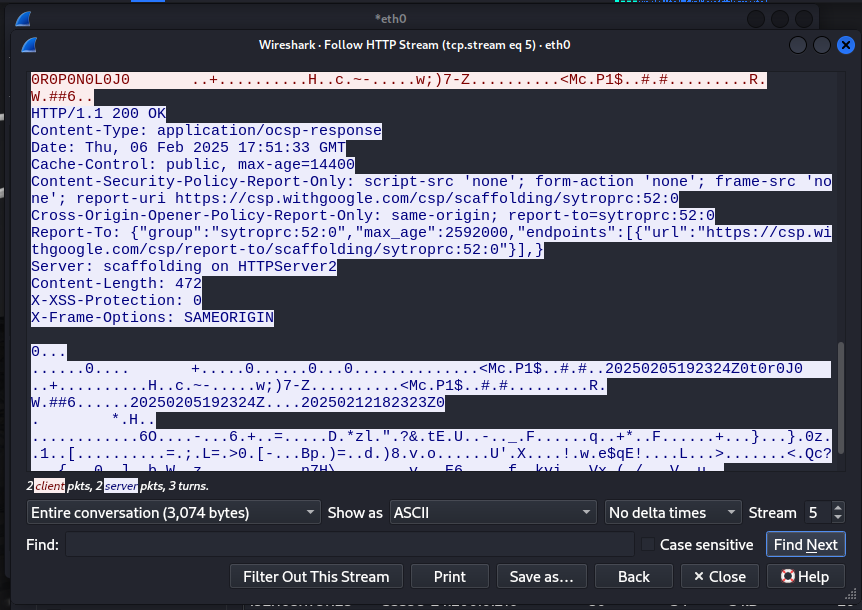 *eth0
Wireshark · Follow HTTP Stream (tcp.stream eq 5) · eth0
0R0P0N0L0J0 ..+..........H..c.~-.....w;)7-Z..........<Mc.P1$..#.#.........R.
W.##6..
HTTP/1.1 200 OK
Content-Type: application/ocsp-response
Date: Thu, 06 Feb 2025 17:51:33 GMT
Cache-Control: public, max-age=14400
Content-Security-Policy-Report-Only: script-src 'none'; form-action 'none'; frame-src 'no
ne'; report-uri https://csp.withgoogle.com/csp/scaffolding/sytroprc:52:0
Cross-Origin-Opener-Policy-Report-Only: same-origin; report-to=sytroprc:52:0
Report-To: {"group":"sytroprc:52:0","max_age":2592000,"endpoints":[{"url":"https://csp.wi
thgoogle.com/csp/report-to/scaffolding/sytroprc:52:0"}],}
Server: scaffolding on HTTPServer2
Content-Length: 472
X-XSS-Protection: 0
X-Frame-Options: SAMEORIGIN
0...
......0.... +.....0......0...0..............<Mc.P1$..#.#..20250205192324Z0t0r0J0
..+..........H..c.~-.....w;)7-Z..........<Mc.P1$..#.#.........R.
W.##6......20250205192324Z....20250212182323Z0
. *.H..
............6O....-...6.+..=.....D.*zl.".?&.tE.U..-.._.F......q..+*..F......+...}...}.0z.
.1..[..........=.;.L=.>0.[-...Bp.)=..d.)8.v.o......U'.X....!.w.e$qE!....L...>.......<.Qc?
2 client pkts, 2 server pkts, 3 turns.
Entire conversation (3,074 bytes) Show as ASCII No delta times Stream 5
Find: Case sensitive Find Next
Filter Out This Stream Print Save as… Back Close Help